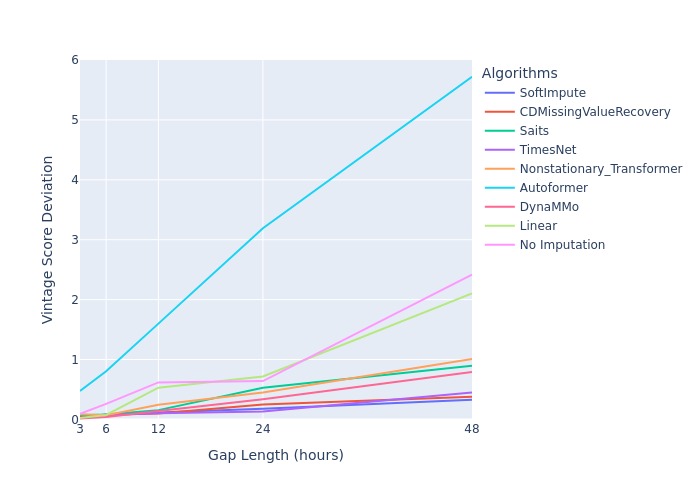 6
5
4
3
2
1
0
Vintage Score Deviation
3 6 12 24 48
Gap Length (hours)
Algorithms
SoftImpute
CDMissingValueRecovery
Saits
TimesNet
Nonstationary_Transformer
Autoformer
DynaMMo
Linear
No Imputation